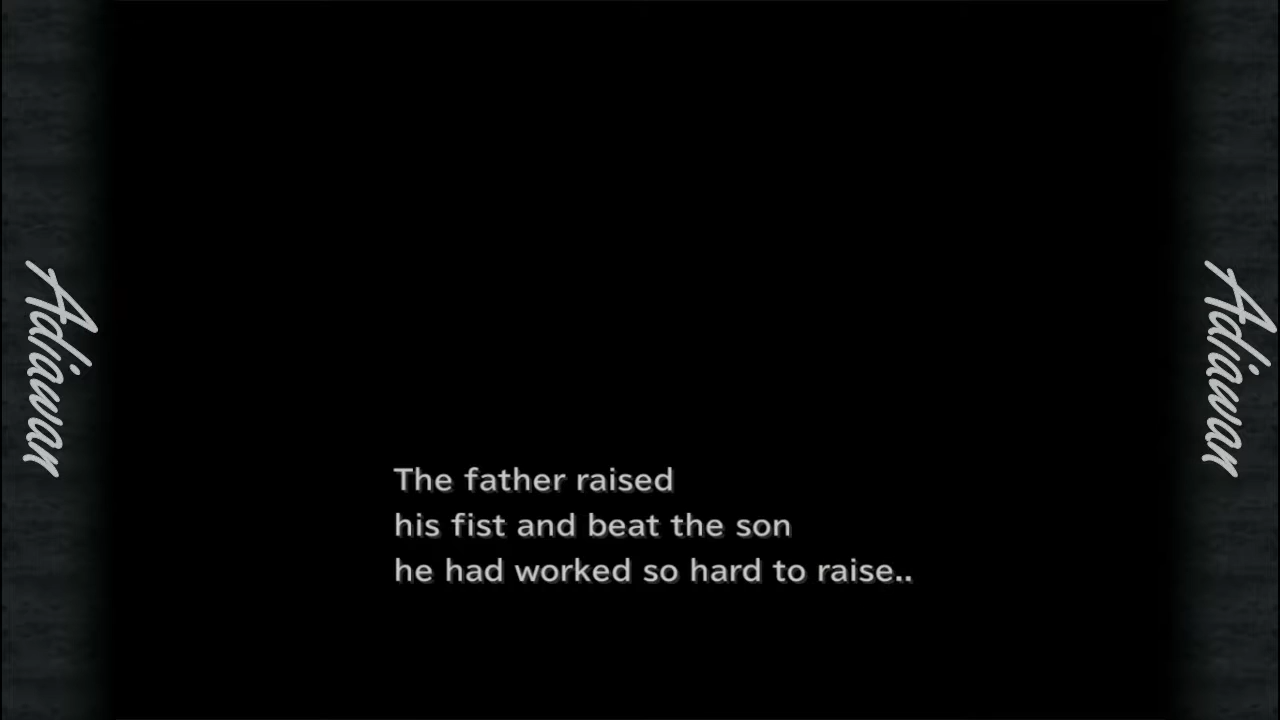 Adiawar
The father raised
his fist and beat the son
he had worked so hard to raise..
Adiawar